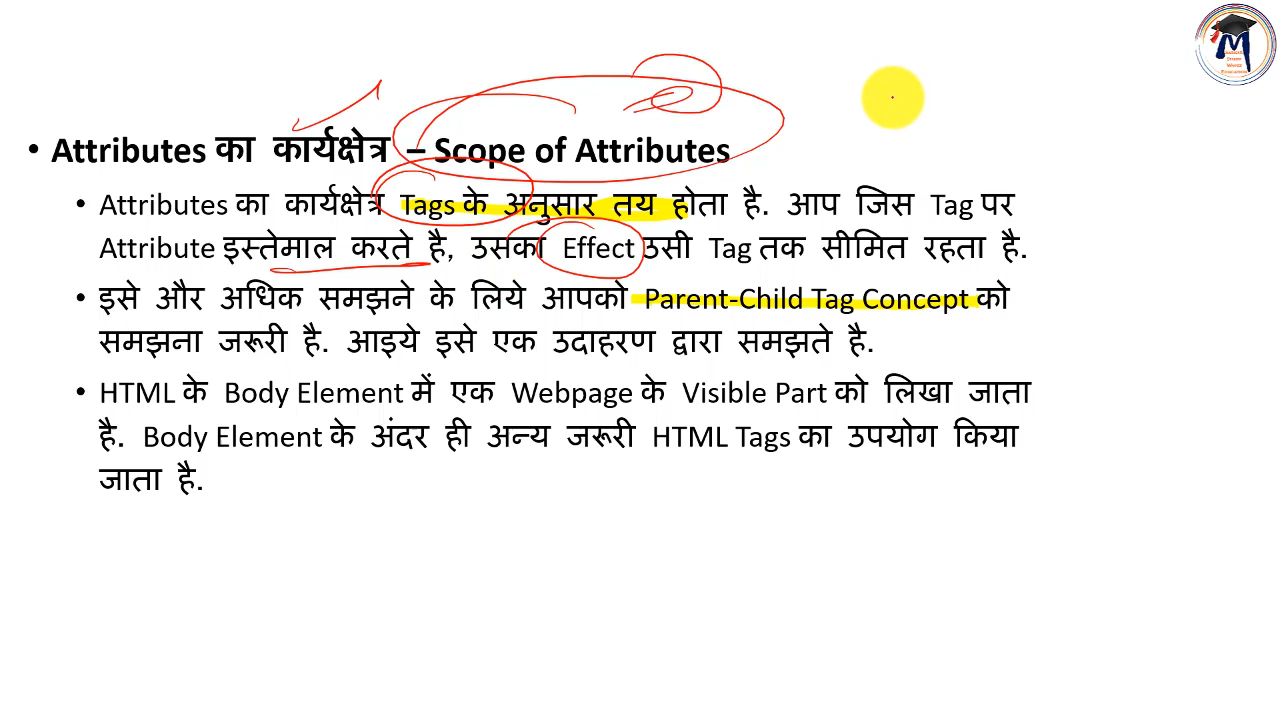 • Attributes का कार्यक्षेत्र – Scope of Attributes
• Attributes का कार्यक्षेत्र Tags के अनुसार तय होता है. आप जिस Tag पर
Attribute इस्तेमाल करते है, उसका Effect उसी Tag तक सीमित रहता है.
• इसे और अधिक समझने के लिये आपको Parent-Child Tag Concept को
समझना जरूरी है. आइये इसे एक उदाहरण द्वारा समझते है.
• HTML के Body Element में एक Webpage के Visible Part को लिखा जाता
है. Body Element के अंदर ही अन्य जरूरी HTML Tags का उपयोग किया
जाता है.